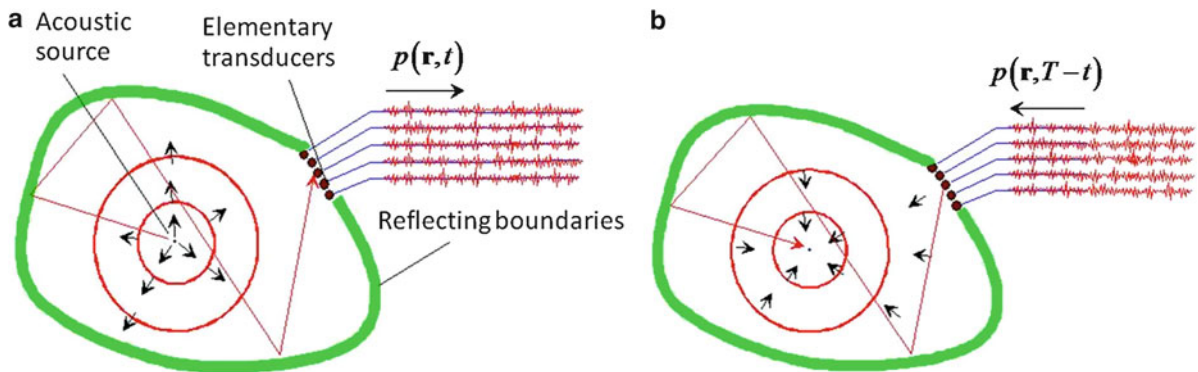 a
Acoustic
source
Elementary
transducers
p(r,t)
Reflecting boundaries
b
p(r,T-t)